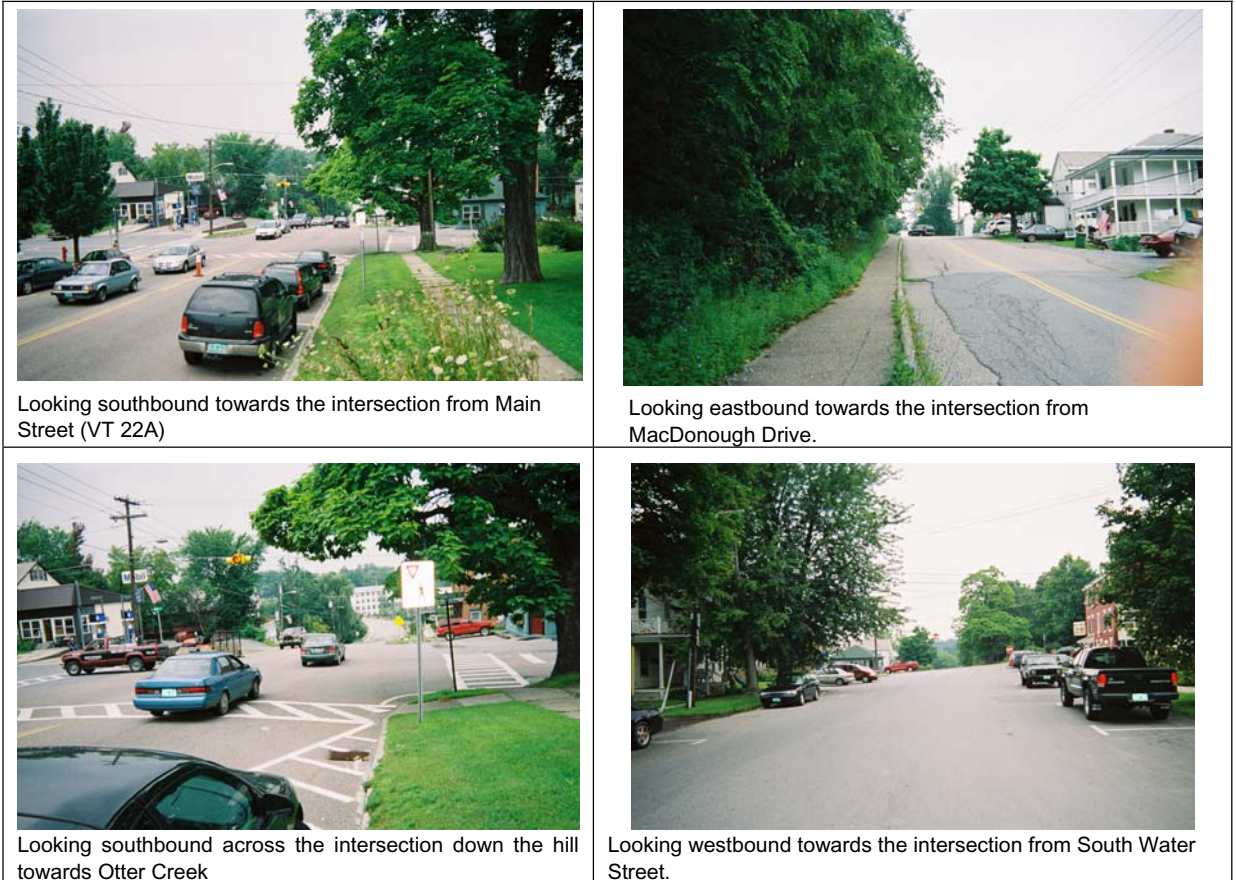 Mobil
Looking southbound towards the intersection from Main
Street (VT 22A)
Looking eastbound towards the intersection from
MacDonough Drive.
Mobil
Looking southbound across the intersection down the hill
towards Otter Creek
Looking westbound towards the intersection from South Water
Street.